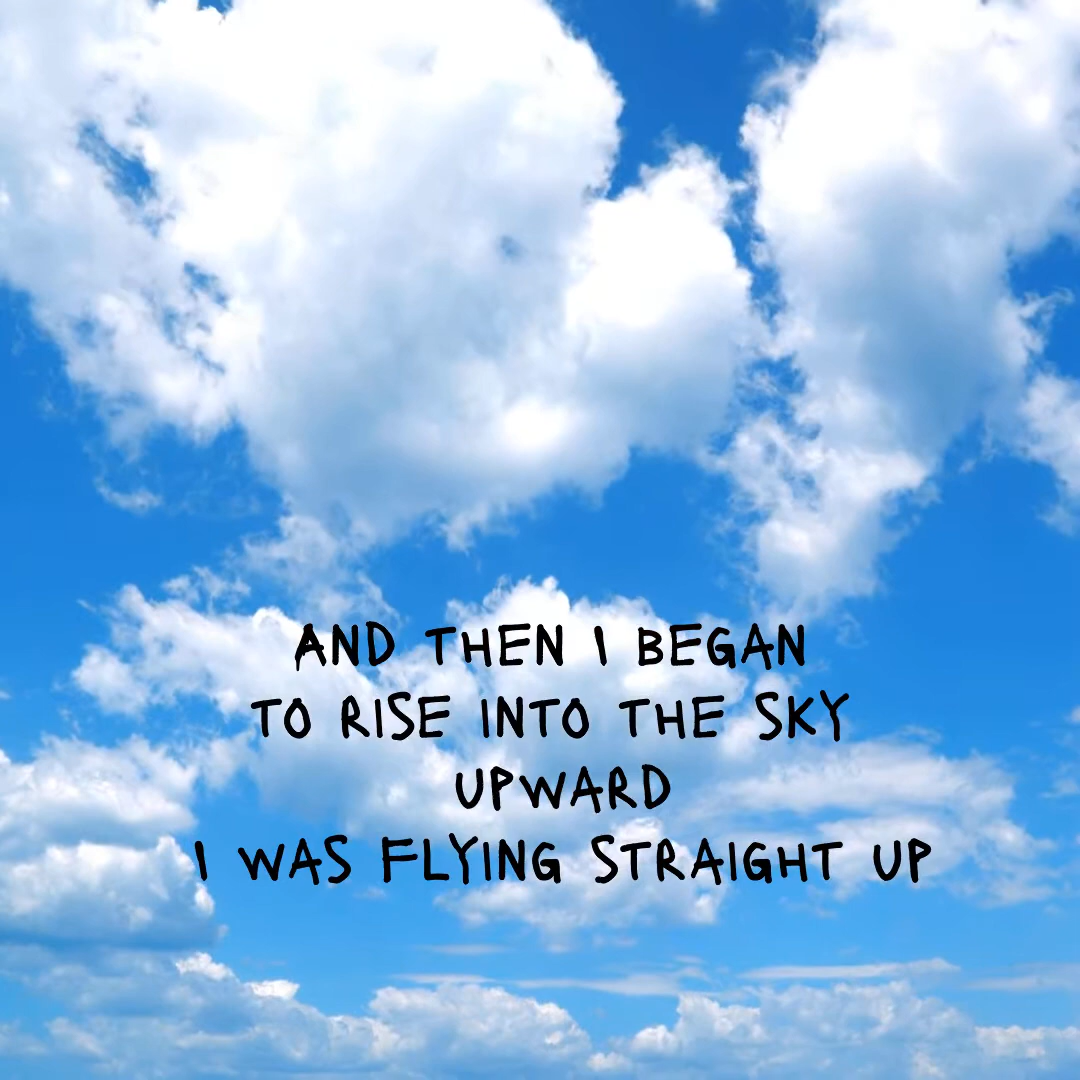 AND THEN I BEGAN
TO RISE INTO THE SKY
UPWARD
I WAS FLYING STRAIGHT UP